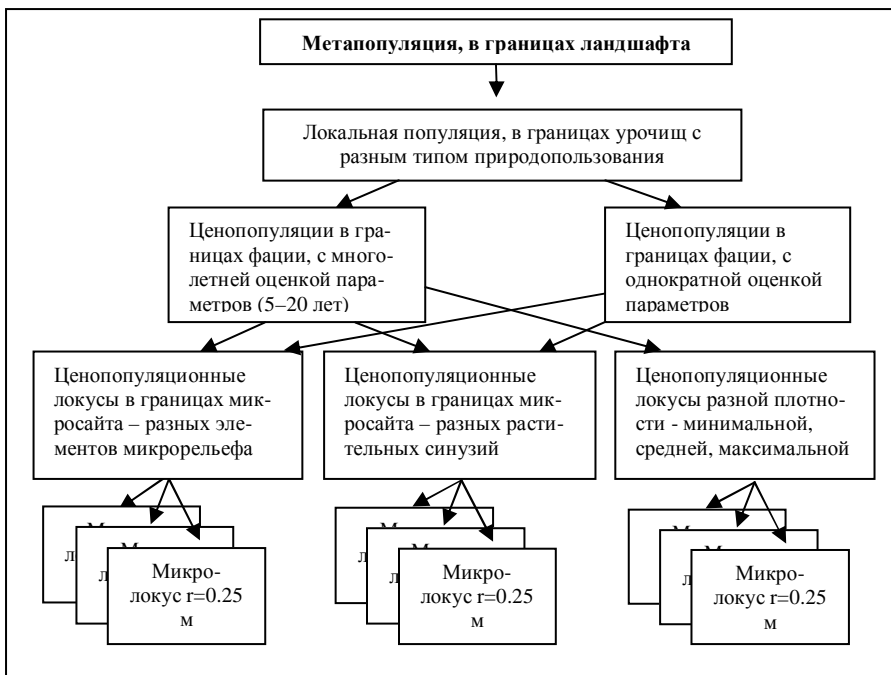 Метапопуляция, в границах ландшафта
Локальная популяция, в границах урочищ с
разным типом природопользования
Ценопопуляции в гра-
ницах фации, с много-
летней оценкой пара-
метров (5–20 лет)
Ценопопуляции в
границах фации, с
однократной оценкой
параметров
Ценопопуляционные
локусы в границах мик-
росайта – разных эле-
ментов микрорельефа
Ценопопуляционные
локусы в границах мик-
росайта – разных расти-
тельных синузий
Ценопопуляционные
локусы разной плотно-
сти - минимальной,
средней, максимальной
Микро-
локус r=0.25
м
Микро-
локус r=0.25
м
Микро-
локус r=0.25
м